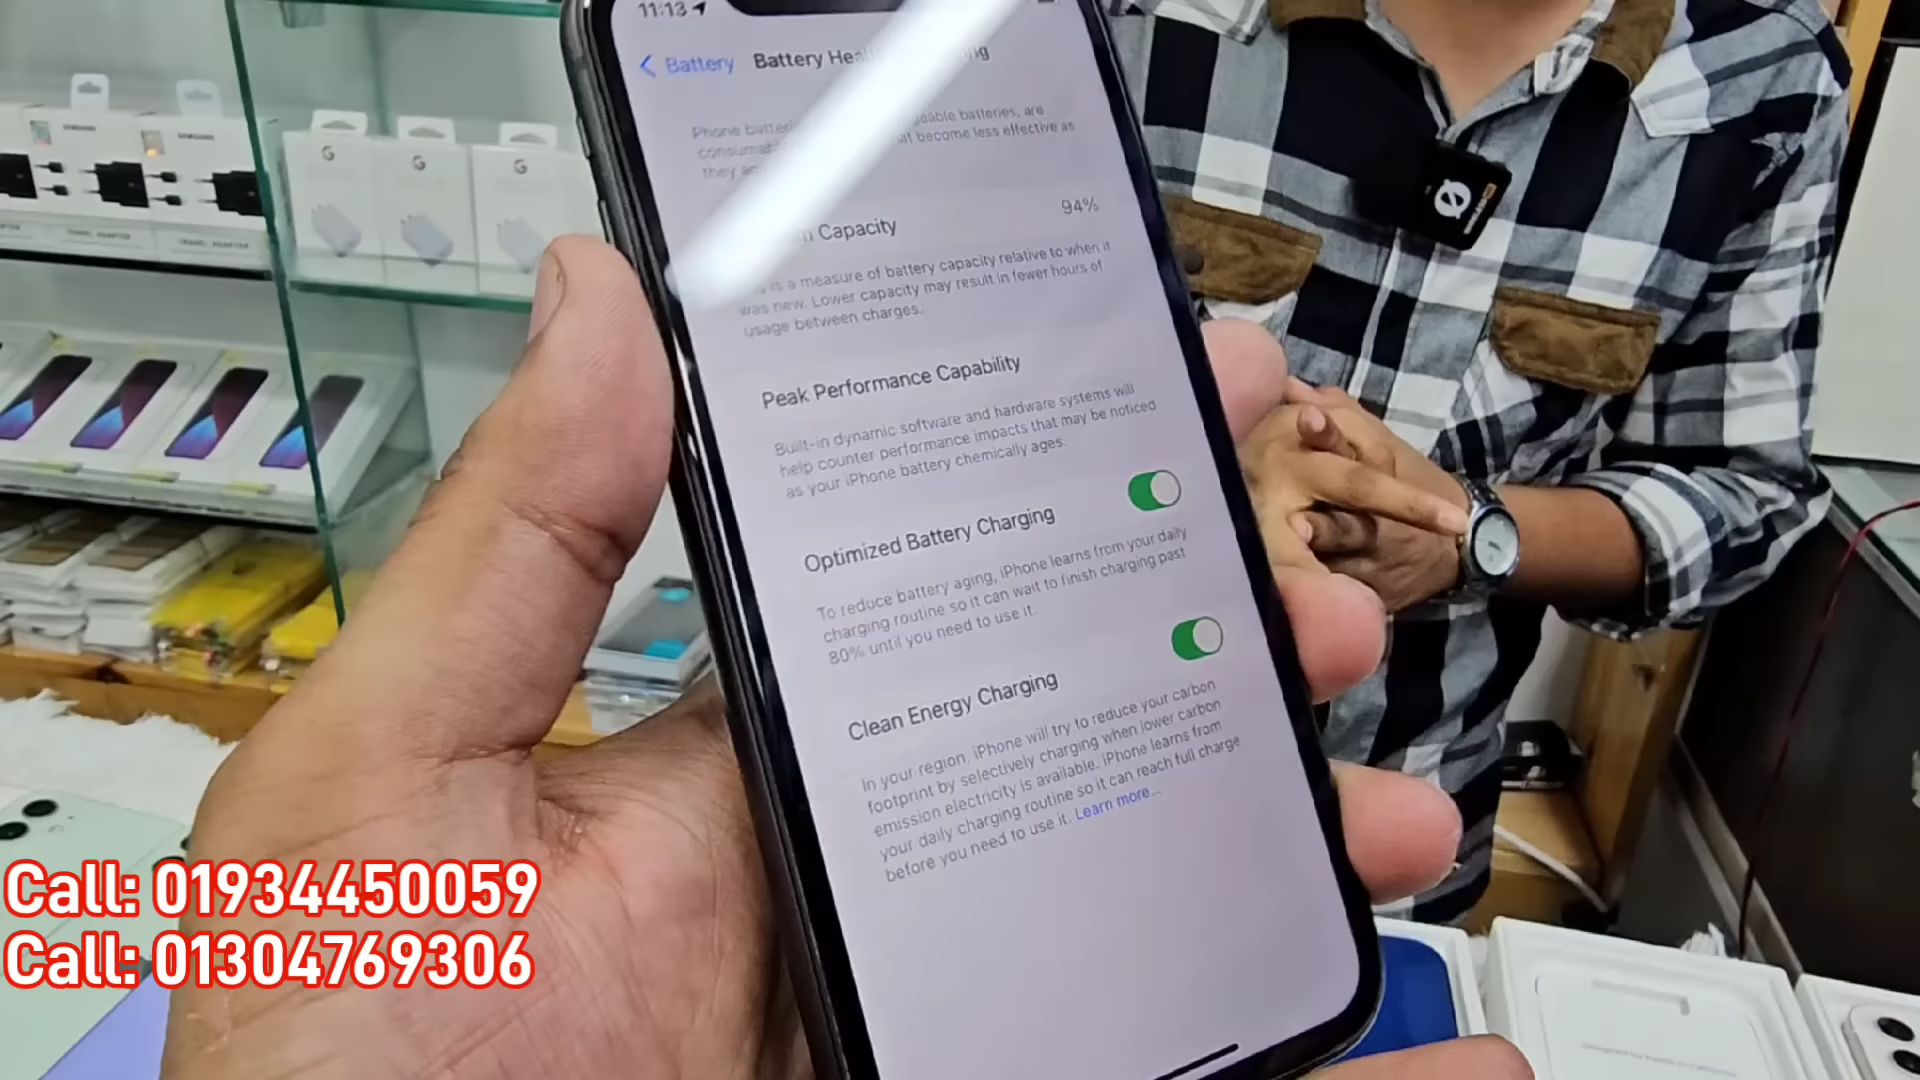 11:13
Battery Battery
Phone
are
become less effective as
they
Capacity 94%
is a measure of battery capacity relative to when it
was new. Lower capacity may result in fewer hours of
usage between charges.
Peak Performance Capability
Built-in dynamic software and hardware systems will
help counter performance impacts that may be noticed
as your iPhone battery chemically ages.
Optimized Battery Charging
To reduce battery aging, iPhone learns from your daily
charging routine so it can wait to finish charging past
80% until you need to use it.
Clean Energy Charging
In your region, iPhone will try to reduce your carbon
footprint by selectively charging when lower carbon
emission electricity is available. iPhone learns from
your daily charging routine so it can reach full charge
before you need to use it. Learn more...
SAMSUNG
SAMSUNG
TRAVEL ADAPTER
TRAVEL ADAPTER
G
G
G
Call: 01934450059
Call: 01304769306